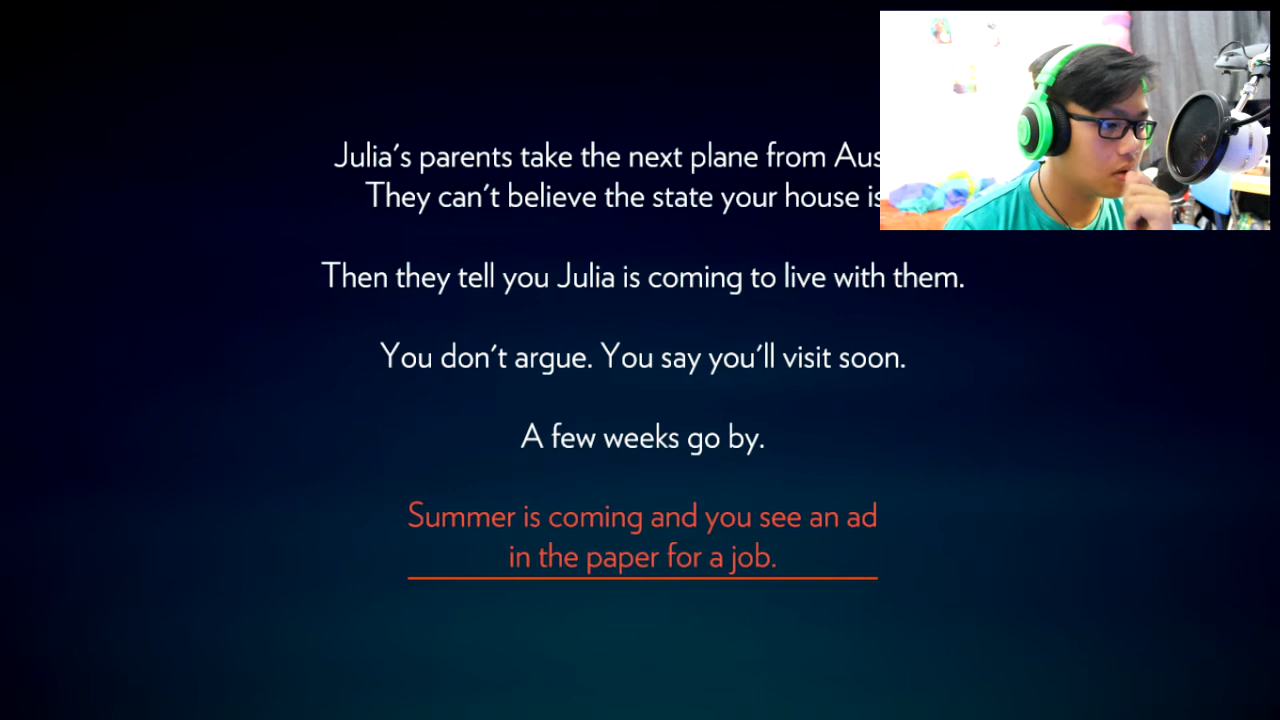 Julia's parents take the next plane from
They can't believe the state your house is
Then they tell you Julia is coming to live with them.
You don't argue. You say you'll visit soon.
A few weeks go by.
Summer is coming and you see an ad
in the paper for a job.